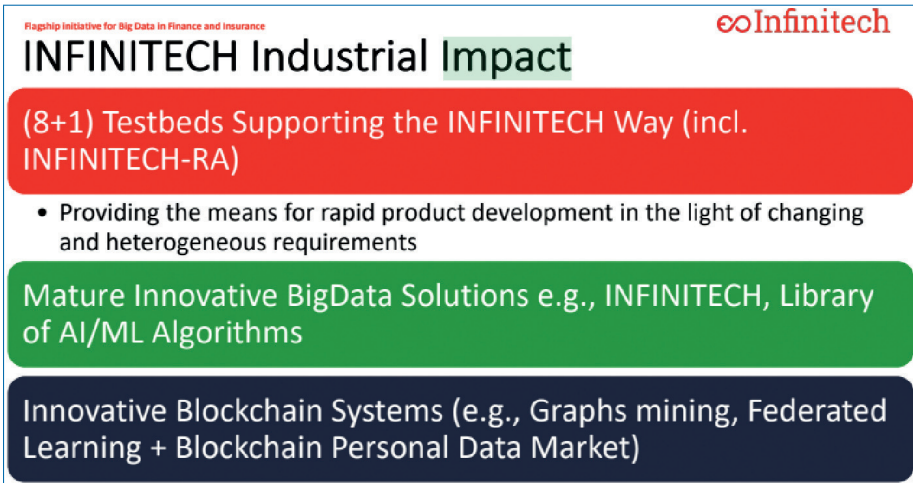 Flagship initiative for Big Data in Finance and Insurance
Infinitech
INFINITECH Industrial Impact
(8+1) Testbeds Supporting the INFINITECH Way (incl.
INFINITECH-RA)
• Providing the means for rapid product development in the light of changing
and heterogeneous requirements
Mature Innovative BigData Solutions e.g., INFINITECH, Library
of AI/ML Algorithms
Innovative Blockchain Systems (e.g., Graphs mining, Federated
Learning + Blockchain Personal Data Market)